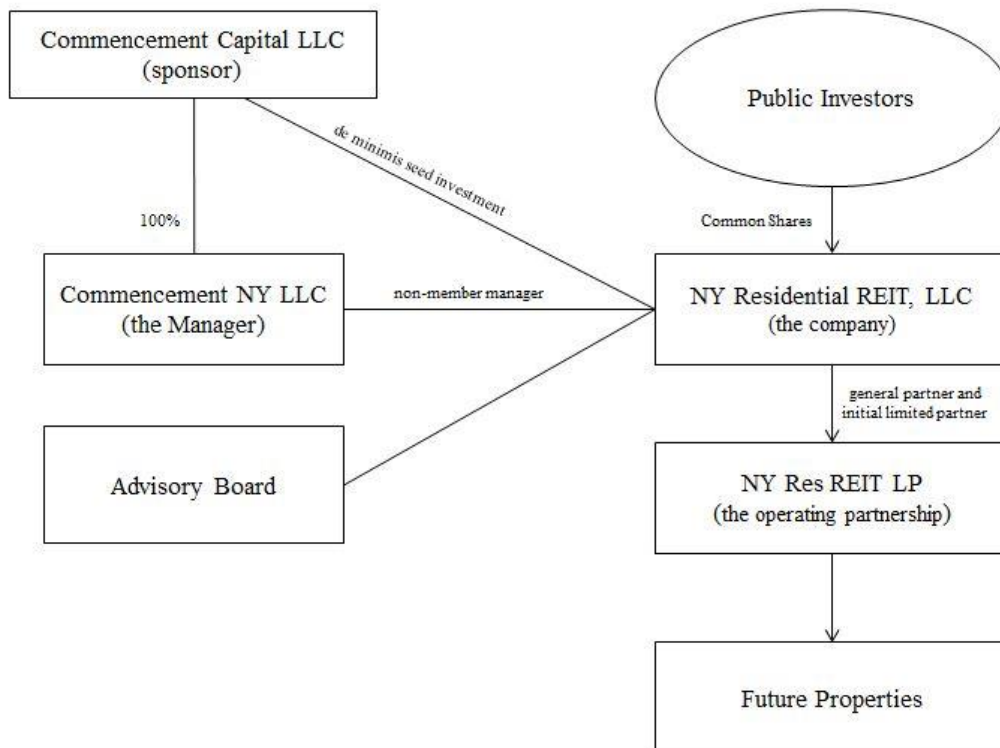 Commencement Capital LLC
(sponsor)
Public Investors
de minimis seed investment
100%
Common Shares
Commencement NY LLC
(the Manager)
non-member manager
NY Residential REIT, LLC
(the company)
general partner and
initial limited partner
Advisory Board
NY Res REIT LP
(the operating partnership)
Future Properties